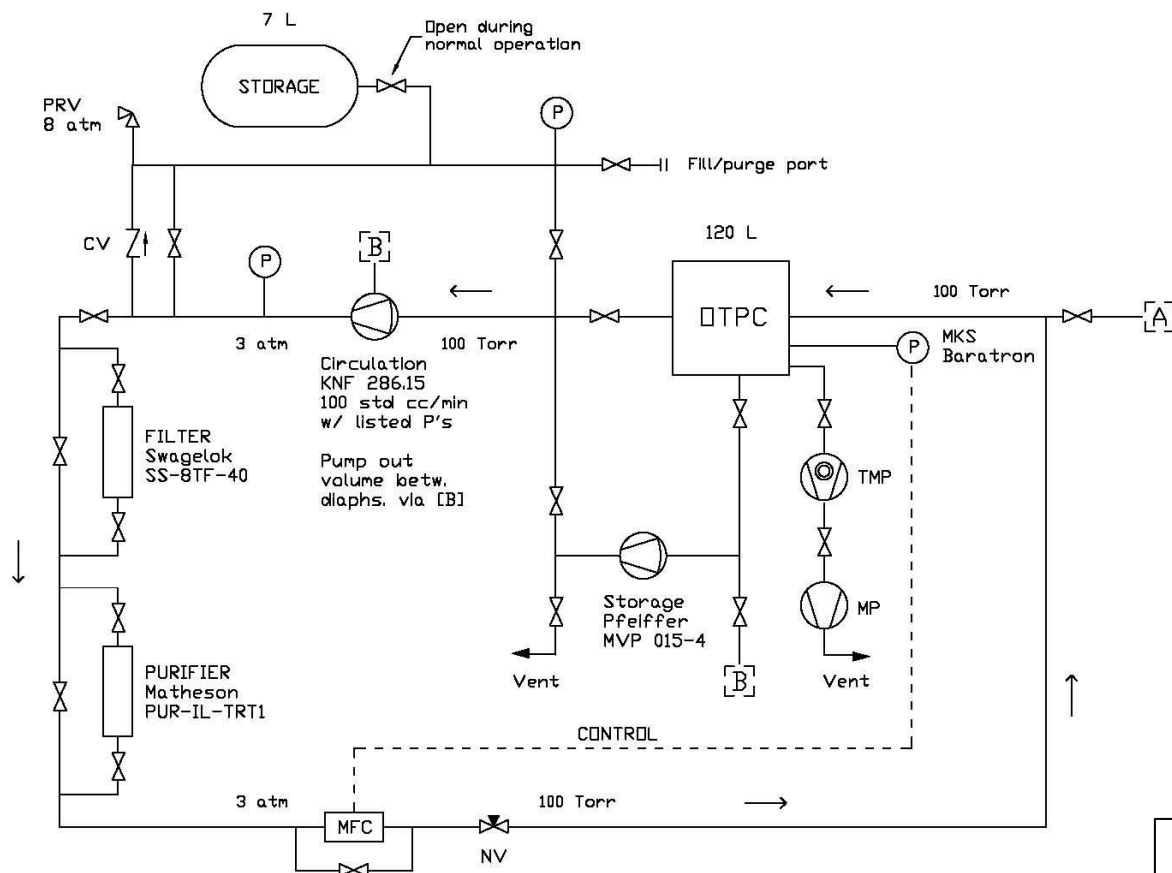 7 L
Open during
normal operation
STORAGE
PRV
8 atm
P
Fill/purge port
CV
P
[B]
120 L
OTPC
100 Torr
[A]
3 atm
100 Torr
P
MKS
Baratron
Circulation
KNF 286.15
100 std cc/min
w/ listed P's
Pump out
volume betw.
diaphs. via [B]
FILTER
Swagelok
SS-8TF-40
TMP
Storage
Pfeiffer
MVP 015-4
MP
Vent
[B]
Vent
PURIFIER
Matheson
PUR-IL-TRT1
CONTROL
3 atm
MFC
100 Torr
NV